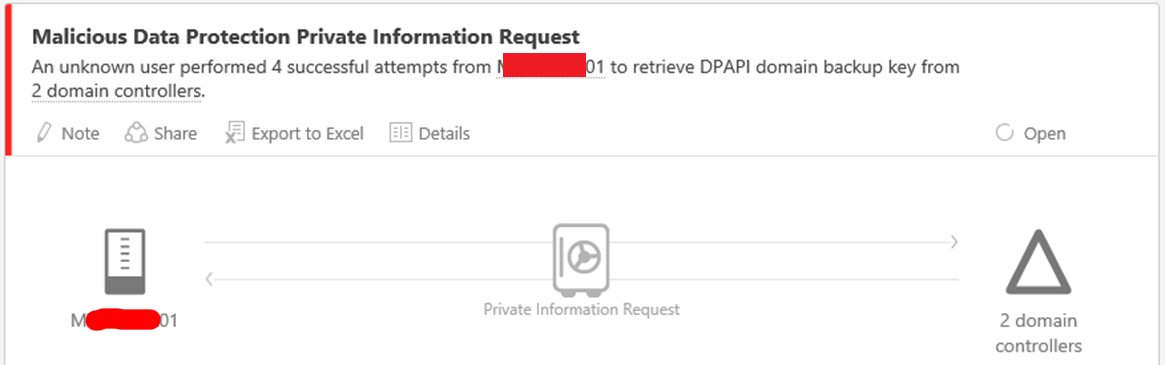 Malicious Data Protection Private Information Request
An unknown user performed 4 successful attempts from M 01 to retrieve DPAPI domain backup key from
2 domain controllers.
Note Share Export to Excel Details Open
Private Information Request
M 01
2 domain
controllers